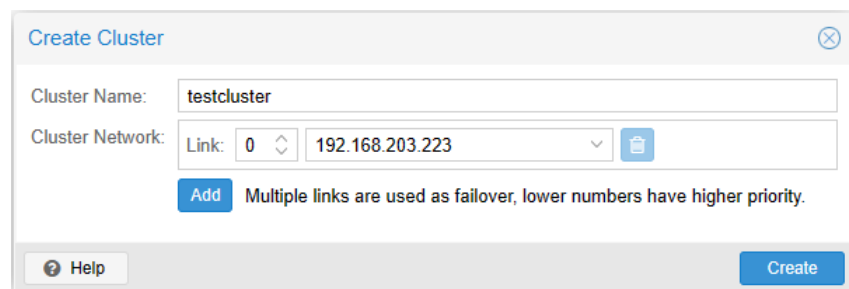 Create Cluster
Cluster Name: testcluster
Cluster Network: Link: 0 192.168.203.223
Add Multiple links are used as failover, lower numbers have higher priority.
Help Create